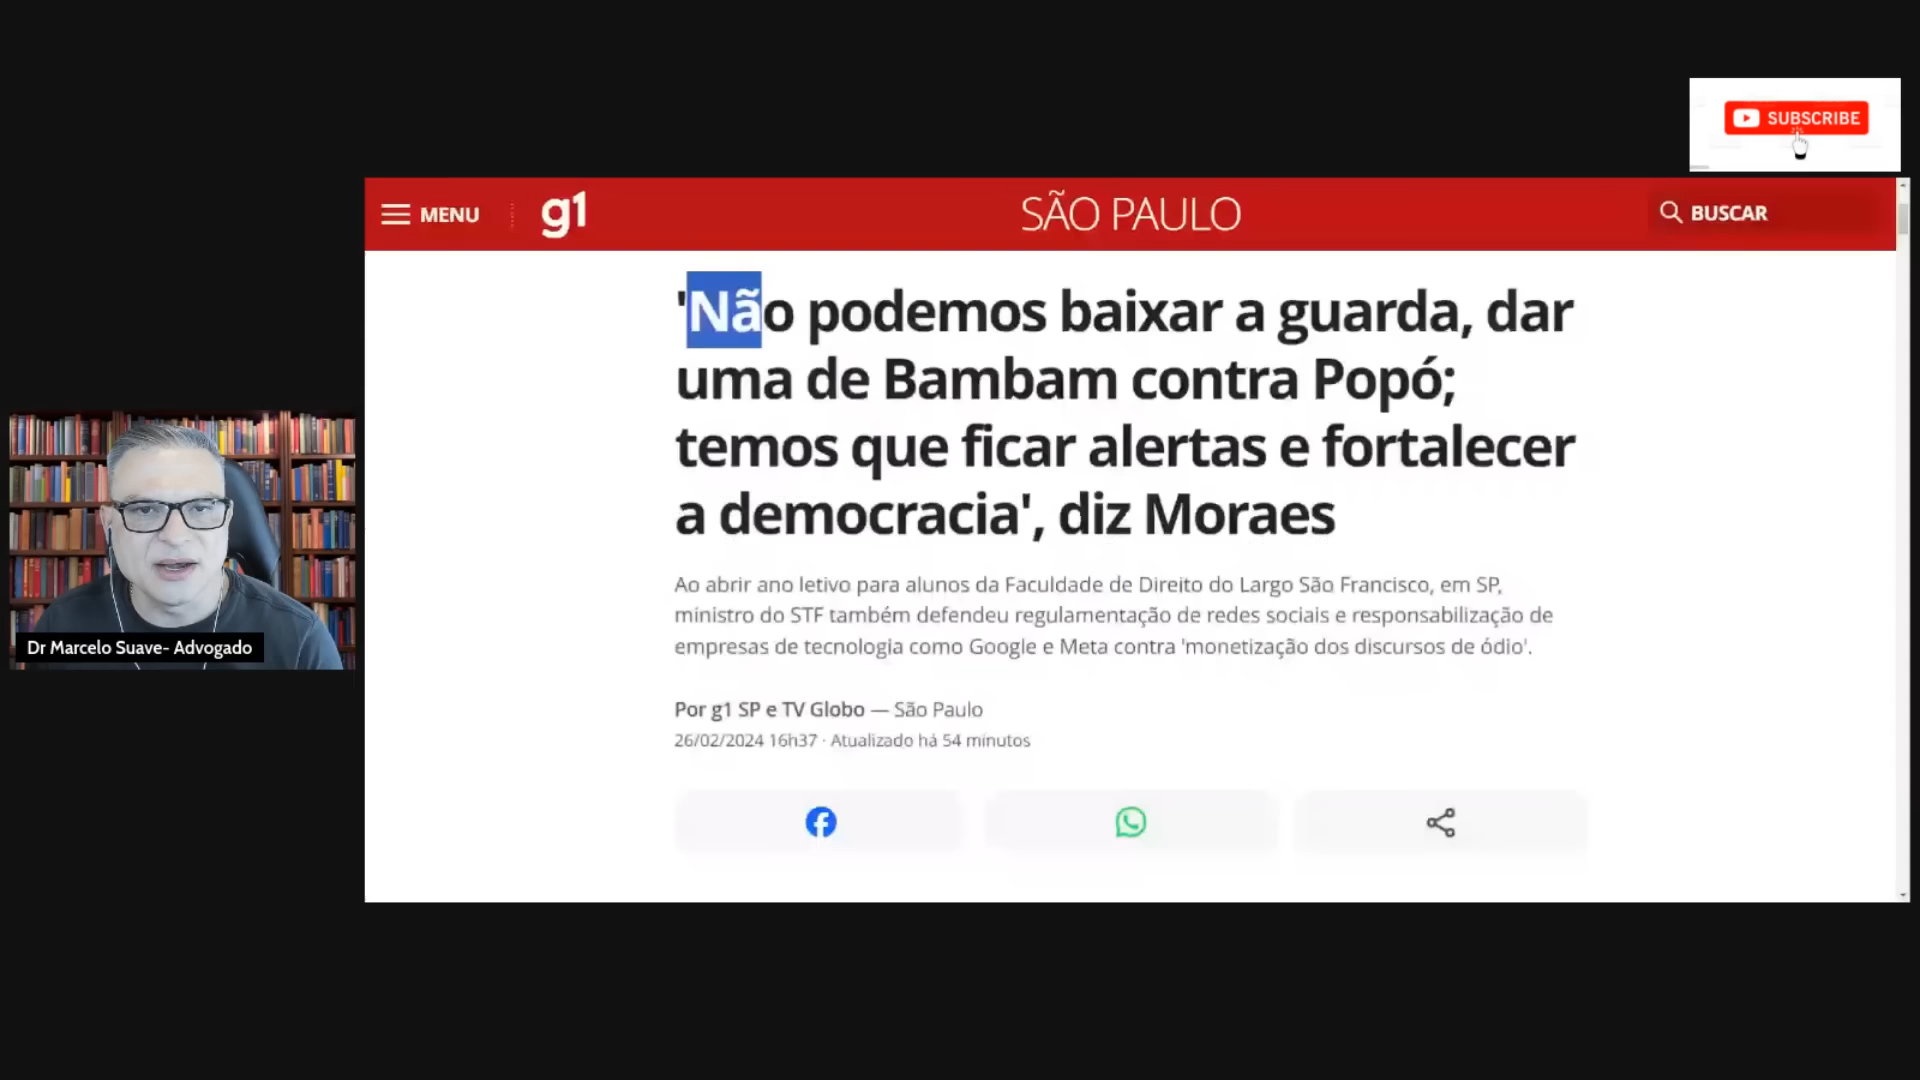 SUBSCRIBE
MENU
g1
SÃO PAULO
BUSCAR
'Não podemos baixar a guarda, dar
uma de Bambam contra Popó;
temos que ficar alertas e fortalecer
a democracia', diz Moraes
Ao abrir ano letivo para alunos da Faculdade de Direito do Largo São Francisco, em SP,
ministro do STF também defendeu regulamentação de redes sociais e responsabilização de
empresas de tecnologia como Google e Meta contra 'monetização dos discursos de ódio'.
Por g1 SP e TV Globo — São Paulo
26/02/2024 16h37 · Atualizado há 54 minutos
Dr Marcelo Suave- Advogado